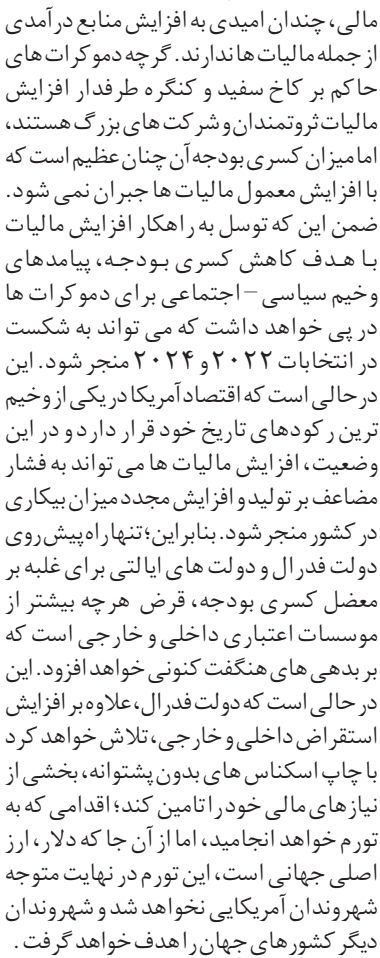 مالی، چندان امیدی به افزایش منابع درآمدی
از جمله مالیات ها ندارند. گرچه دموکرات های
حاکم بر کاخ سفید و کنگره طرفدار افزایش
مالیات ثروتمندان و شرکت های بزرگ هستند،
اما میزان کسری بودجه آن چنان عظیم است که
با افزایش معمول مالیات ها جبران نمی شود.
ضمن این که توسل به راهکار افزایش مالیات
با هدف کاهش کسری بودجه، پیامدهای
وخیم سیاسی – اجتماعی برای دموکرات ها
در پی خواهد داشت که می تواند به شکست
در انتخابات ۲۰۲۲ و ۲۰۲۴ منجر شود. این
درحالی است که اقتصاد آمریکا در یکی از وخیم
ترین رکودهای تاریخ خود قرار دارد و در این
وضعیت، افزایش مالیات ها می تواند به فشار
مضاعف بر تولید و افزایش مجدد میزان بیکاری
در کشور منجر شود. بنابراین؛ تنها راه پیش روی
دولت فدرال و دولت های ایالتی برای غلبه بر
معضل کسری بودجه، قرض هرچه بیشتر از
موسسات اعتباری داخلی و خارجی است که
بر بدهی های هنگفت کنونی خواهد افزود. این
در حالی است که دولت فدرال، علاوه بر افزایش
استقراض داخلی و خارجی، تلاش خواهد کرد
با چاپ اسکناس های بدون پشتوانه، بخشی از
نیازهای مالی خود را تامین کند؛ اقدامی که به
تورم خواهد انجامید، اما از آن جا که دلار، ارز
اصلی جهانی است، این تورم در نهایت متوجه
شهروندان آمریکایی نخواهد شد و شهروندان
دیگر کشورهای جهان را هدف خواهد گرفت.